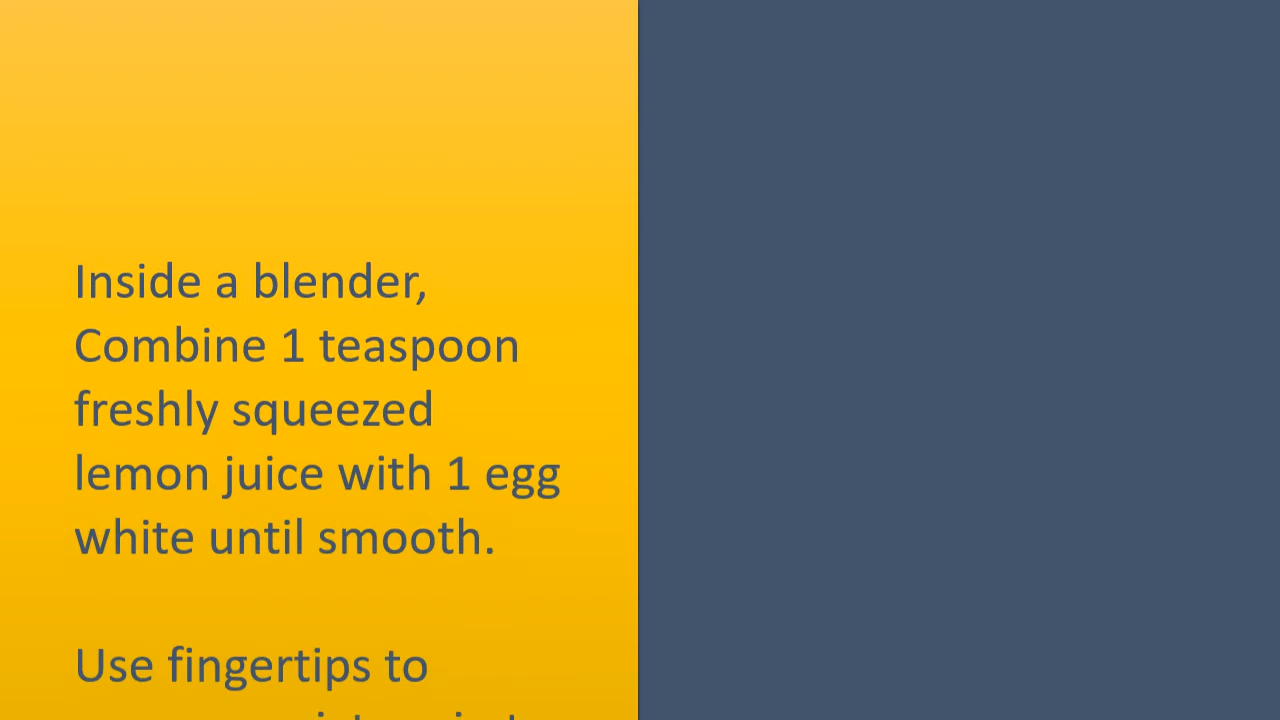 Inside a blender,
Combine 1 teaspoon
freshly squeezed
lemon juice with 1 egg
white until smooth.
Use fingertips to